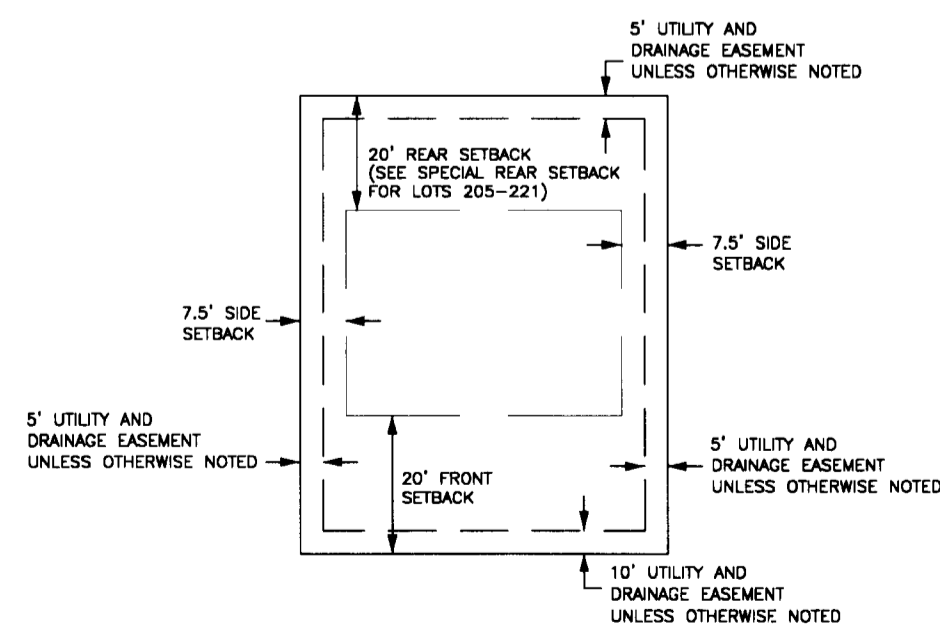 5' UTILITY AND
DRAINAGE EASEMENT
UNLESS OTHERWISE NOTED
20' REAR SETBACK
(SEE SPECIAL REAR SETBACK
FOR LOTS 205-221)
7.5' SIDE
SETBACK
7.5' SIDE
SETBACK
5' UTILITY AND
DRAINAGE EASEMENT
UNLESS OTHERWISE NOTED
20' FRONT
SETBACK
5' UTILITY AND
DRAINAGE EASEMENT
UNLESS OTHERWISE NOTED
10' UTILITY AND
DRAINAGE EASEMENT
UNLESS OTHERWISE NOTED